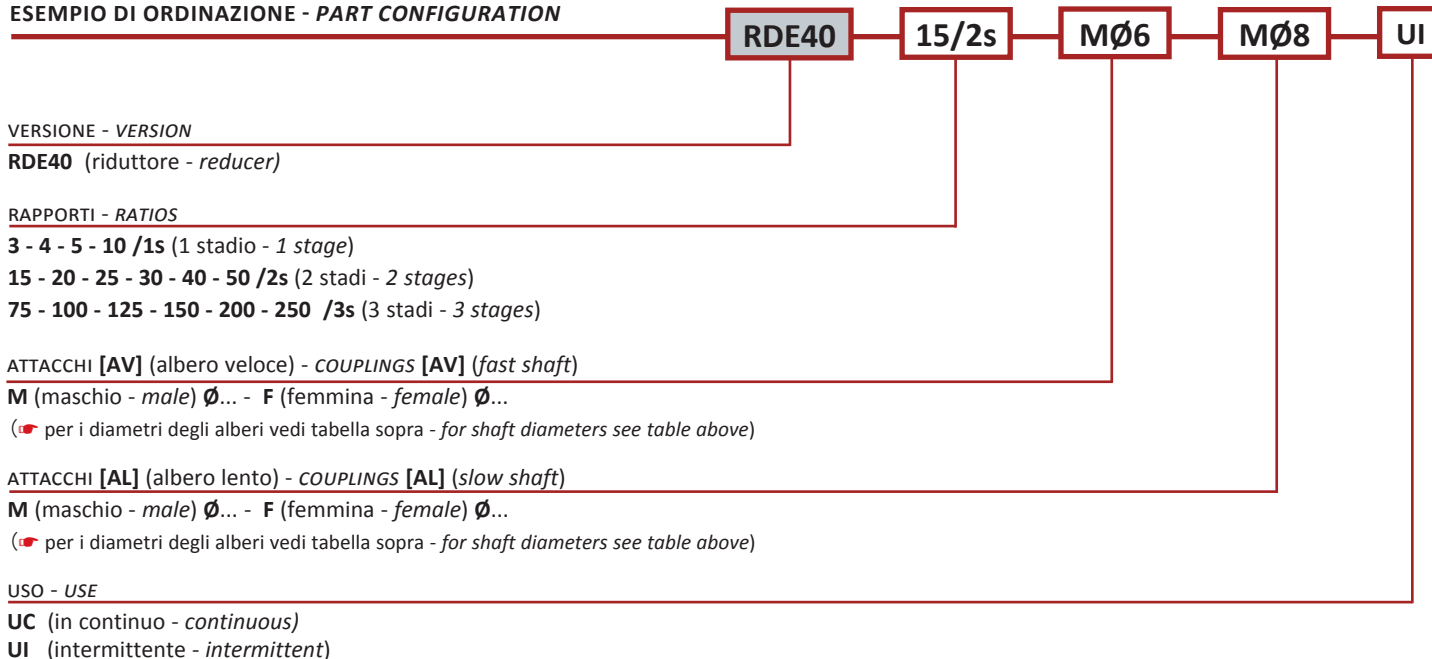 ESEMPIO DI ORDINAZIONE - PART CONFIGURATION
RDE40 15/2s MØ6 MØ8 UI
VERSIONE - VERSION
RDE40 (riduttore - reducer)
RAPPORTI - RATIOS
3 - 4 - 5 - 10 /1s (1 stadio - 1 stage)
15 - 20 - 25 - 30 - 40 - 50 /2s (2 stadi - 2 stages)
75 - 100 - 125 - 150 - 200 - 250 /3s (3 stadi - 3 stages)
ATTACCHI [AV] (albero veloce) - COUPLINGS [AV] (fast shaft)
M (maschio - male) Ø... - F (femmina - female) Ø...
(☛ per i diametri degli alberi vedi tabella sopra - for shaft diameters see table above)
ATTACCHI [AL] (albero lento) - COUPLINGS [AL] (slow shaft)
M (maschio - male) Ø... - F (femmina - female) Ø...
(☛ per i diametri degli alberi vedi tabella sopra - for shaft diameters see table above)
USO - USE
UC (in continuo - continuous)
UI (intermittente - intermittent)